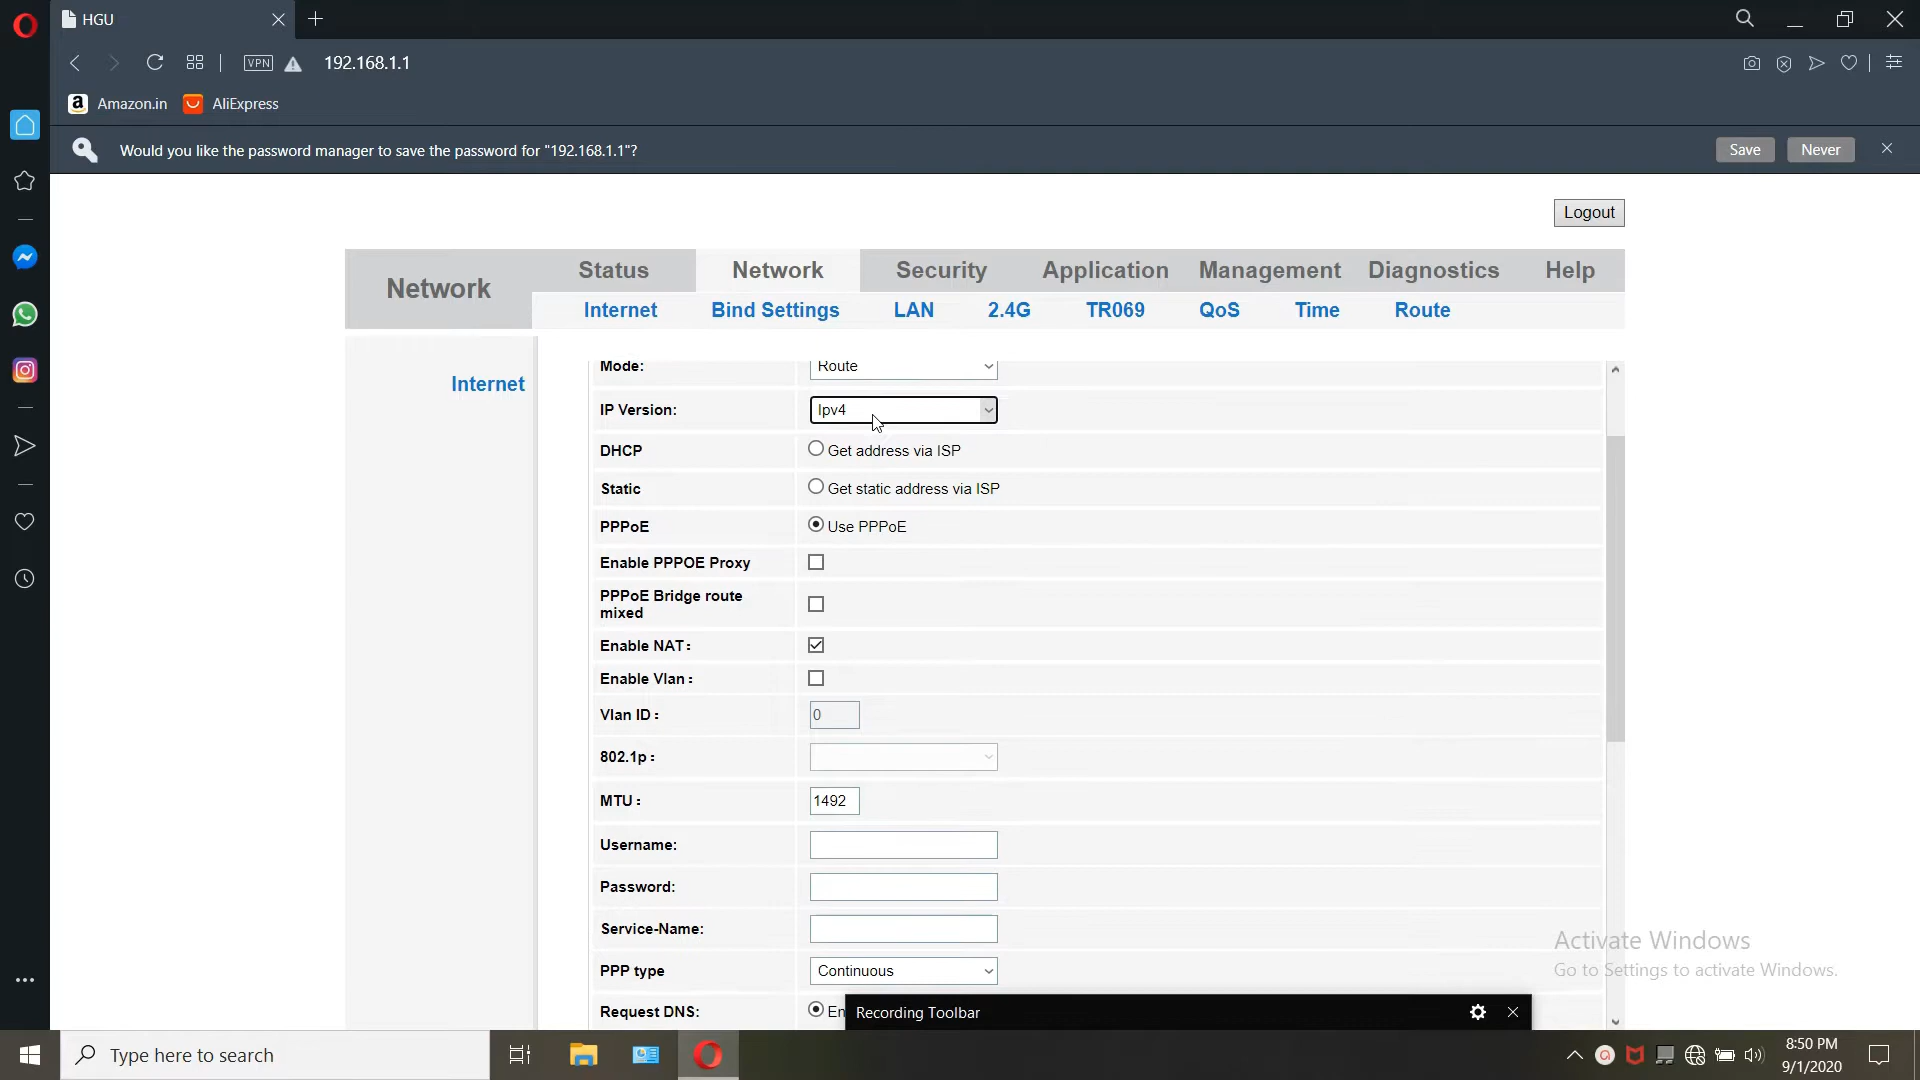 HGU
VPN
192.168.1.1
Amazon.in
AliExpress
Would you like the password manager to save the password for "192.168.1.1"?
Save
Never
Logout
Network
Status
Network
Security
Application
Management
Diagnostics
Help
Internet
Bind Settings
LAN
2.4G
TR069
QoS
Time
Route
Internet
Mode:
Route
IP Version:
Ipv4
DHCP
Get address via ISP
Static
Get static address via ISP
PPPoE
Use PPPoE
Enable PPPOE Proxy
PPPoE Bridge route
mixed
Enable NAT:
Enable Vlan:
Vlan ID:
0
802.1p:
MTU:
1492
Username:
Password:
Service-Name:
PPP type
Continuous
Request DNS:
En
Recording Toolbar
Activate Windows
Go to Settings to activate Windows.
Type here to search
8:50 PM
9/1/2020